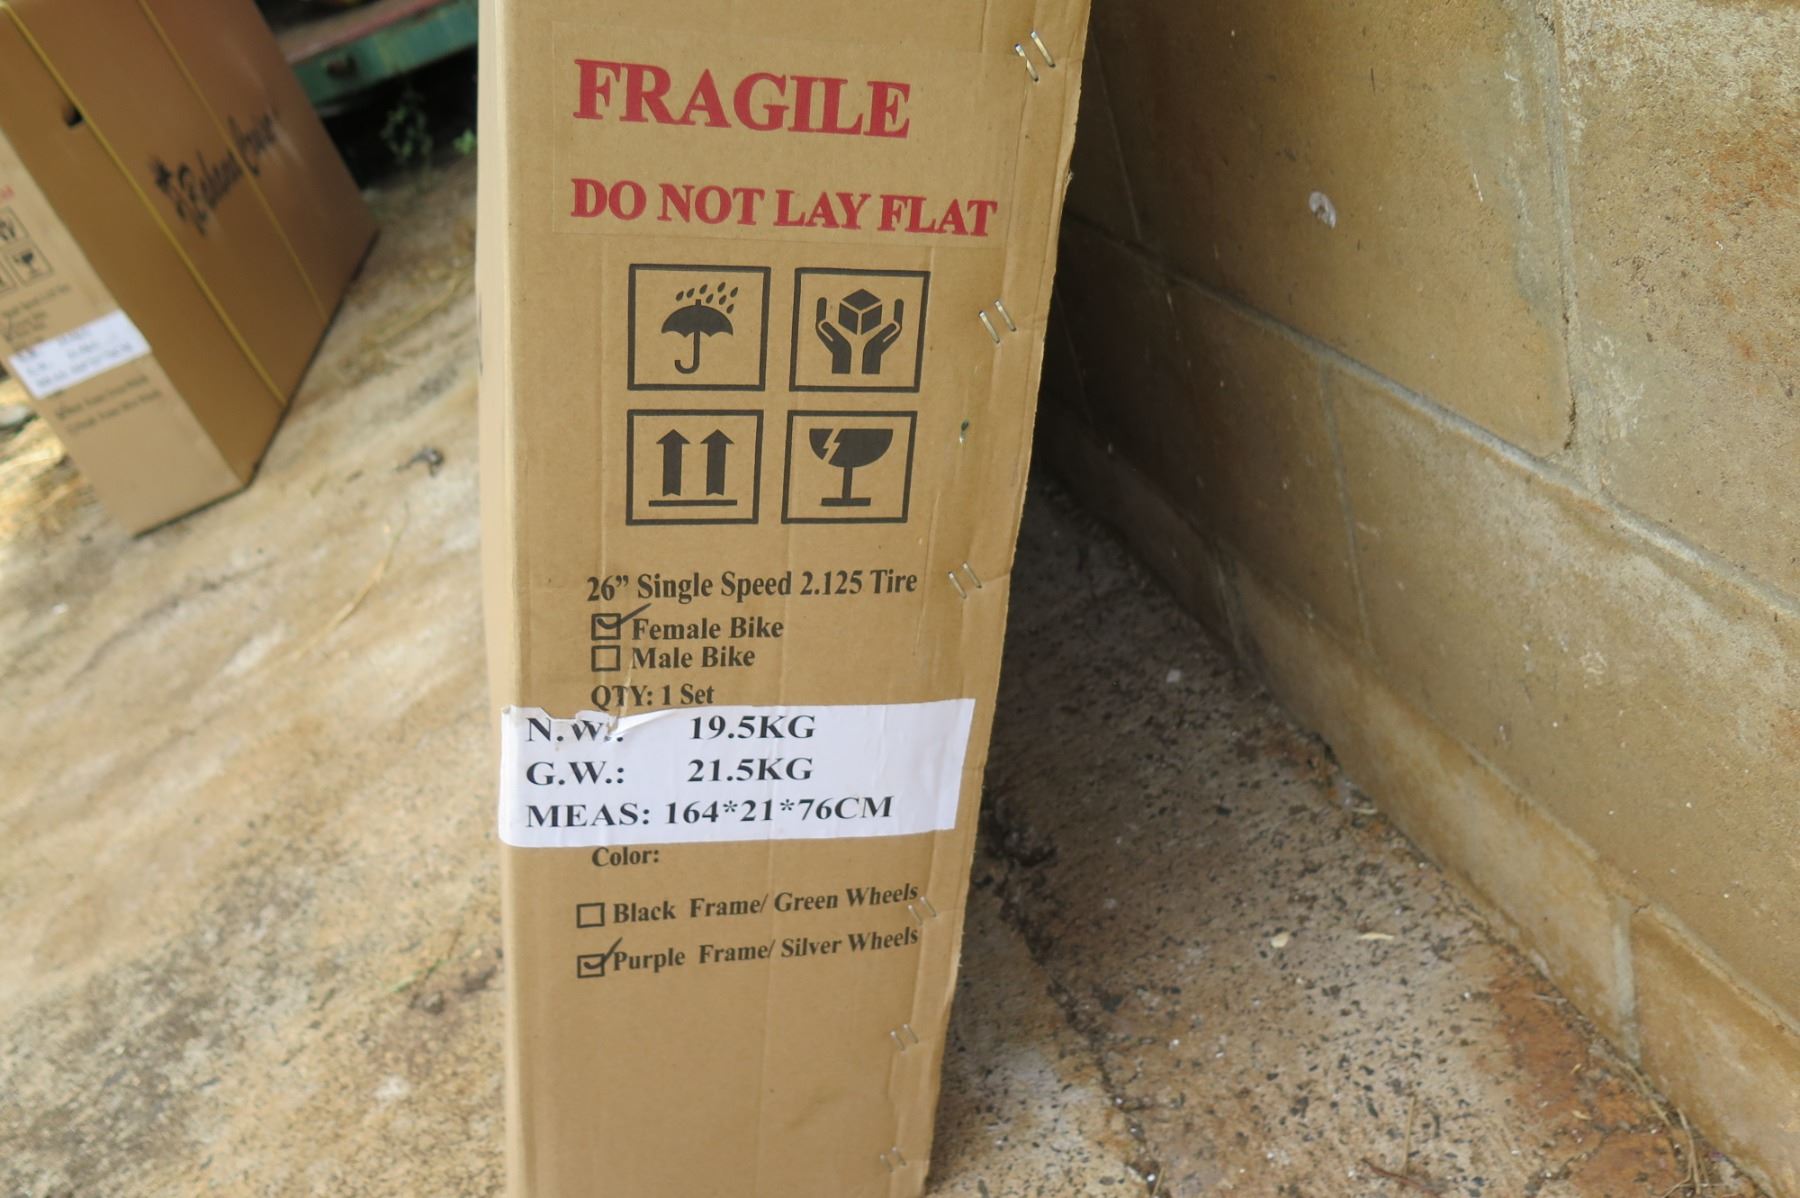 FRAGILE
DO NOT LAY FLAT
26” Single Speed 2.125 Tire
Female Bike
Male Bike
QTY: 1 Set
N.W.: 19.5KG
G.W.: 21.5KG
MEAS: 164*21*76CM
Color:
Black Frame/ Green Wheels
Purple Frame/ Silver Wheels